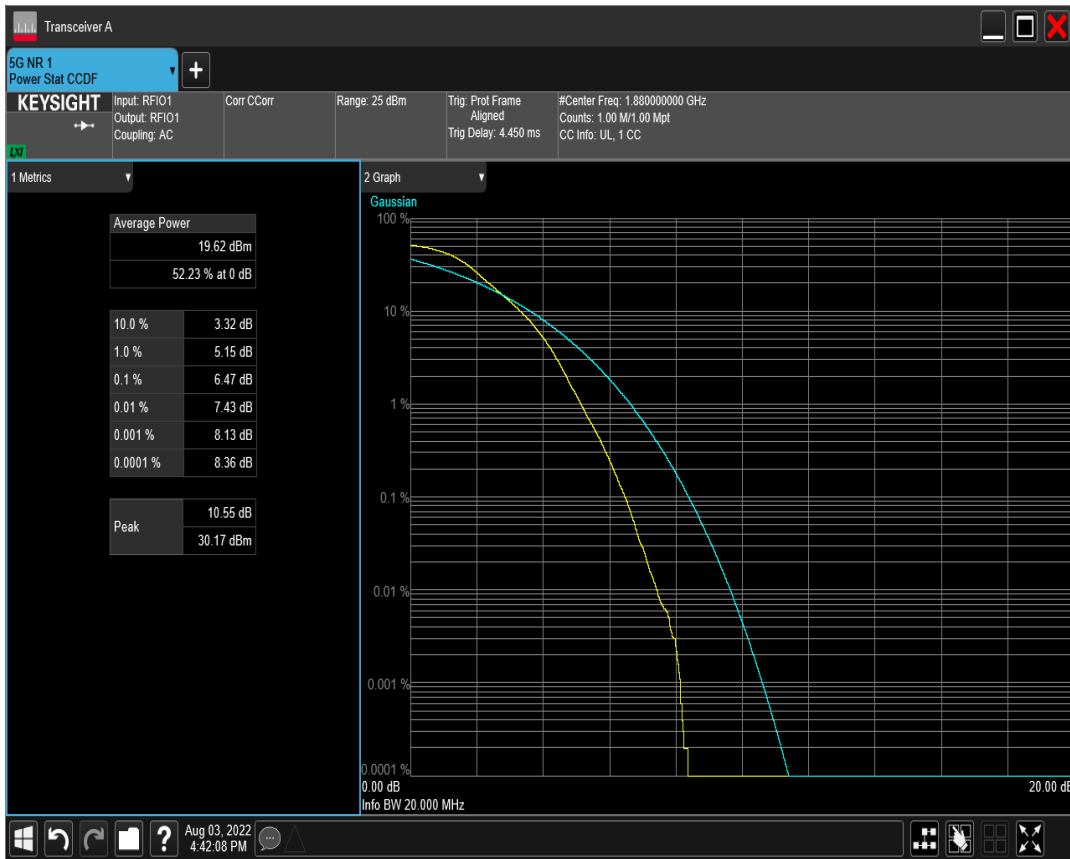 Transceiver A
5G NR 1
Power Stat CCDF
+
KEYSIGHT
LXI
Input: RFIO1
Output: RFIO1
Coupling: AC
Corr CCorr
Range: 25 dBm
Trig: Prot Frame
Aligned
Trig Delay: 4.450 ms
#Center Freq: 1.880000000 GHz
Counts: 1.00 M/1.00 Mpt
CC Info: UL, 1 CC
1 Metrics
Average Power
19.62 dBm
52.23 % at 0 dB
10.0 % 3.32 dB
1.0 % 5.15 dB
0.1 % 6.47 dB
0.01 % 7.43 dB
0.001 % 8.13 dB
0.0001 % 8.36 dB
Peak
10.55 dB
30.17 dBm
2 Graph
Gaussian
100 %
10 %
1 %
0.1 %
0.01 %
0.001 %
0.0001 %
0.00 dB
20.00 dB
Info BW 20.000 MHz
?
Aug 03, 2022
4:42:08 PM